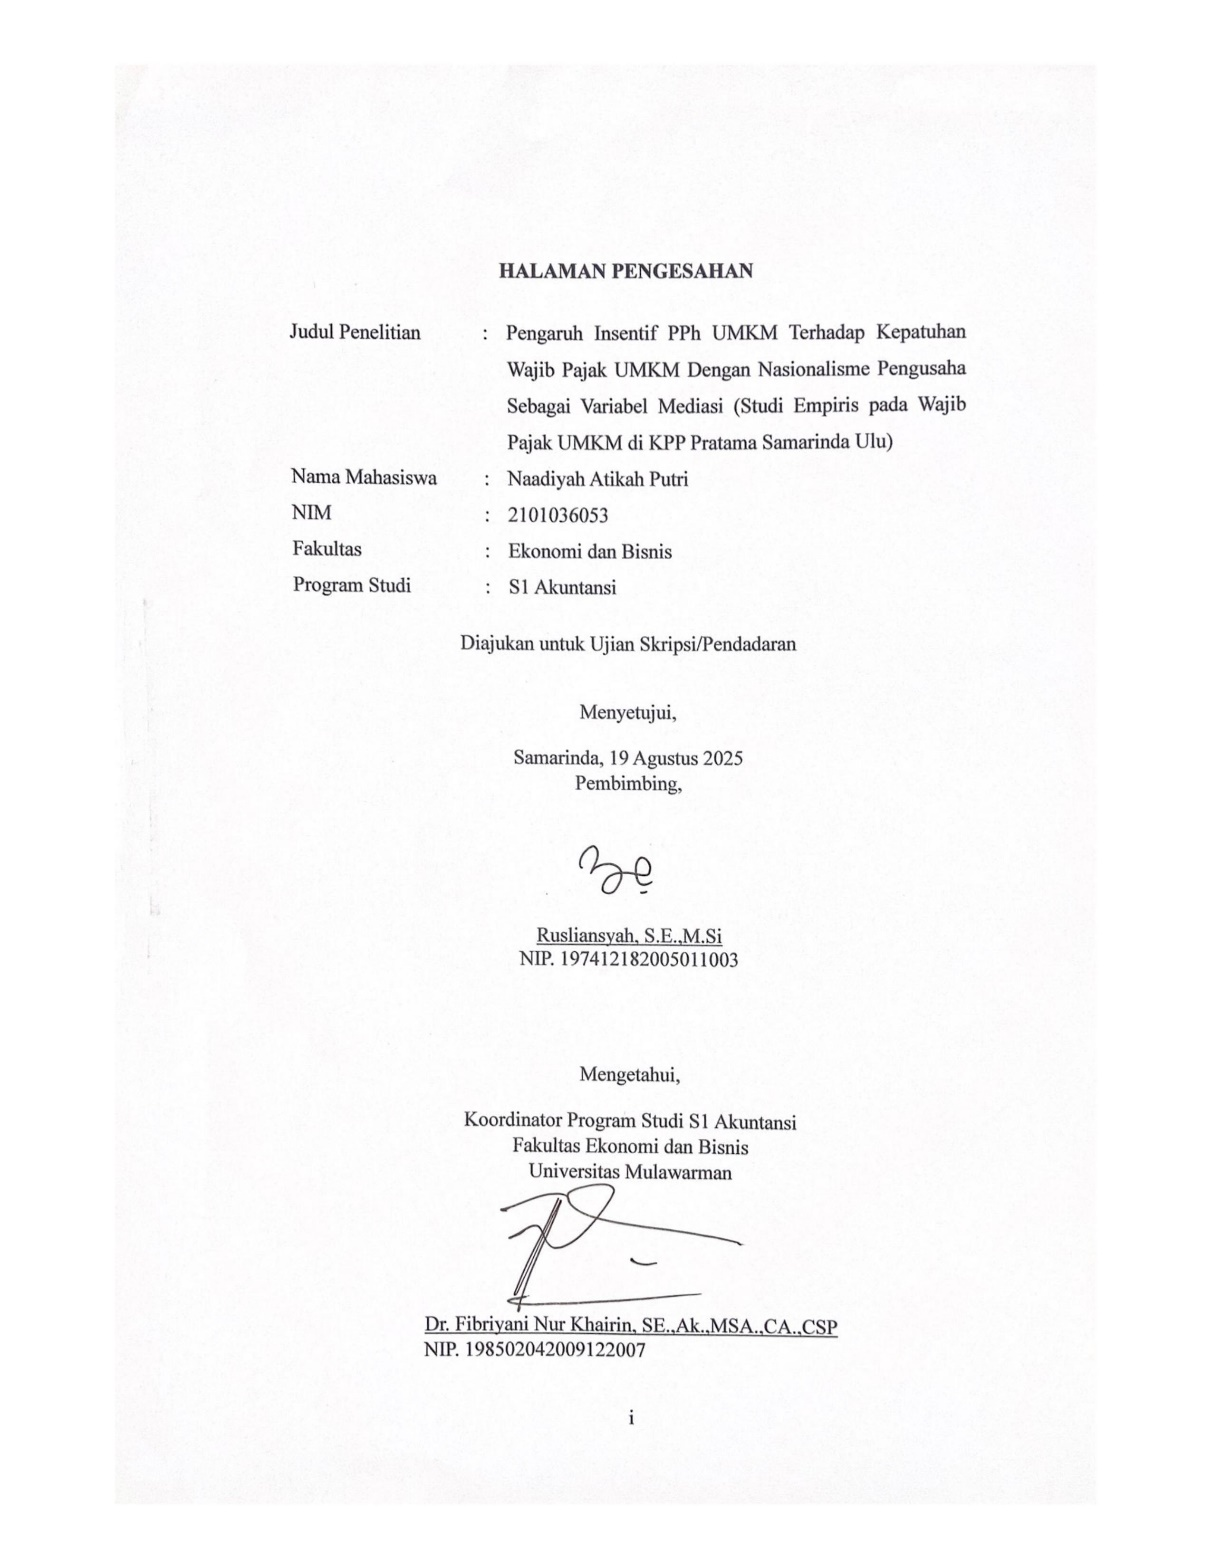 HALAMAN PENGESAHAN
Judul Penelitian : Pengaruh Insentif PPh UMKM Terhadap Kepatuhan
Wajib Pajak UMKM Dengan Nasionalisme Pengusaha
Sebagai Variabel Mediasi (Studi Empiris pada Wajib
Pajak UMKM di KPP Pratama Samarinda Ulu)
Nama Mahasiswa : Naadiyah Atikah Putri
NIM : 2101036053
Fakultas : Ekonomi dan Bisnis
Program Studi : S1 Akuntansi
Diajukan untuk Ujian Skripsi/Pendadaran
Menyetujui,
Samarinda, 19 Agustus 2025
Pembimbing,
Rusliansyah, S.E.,M.Si
NIP. 197412182005011003
Mengetahui,
Koordinator Program Studi S1 Akuntansi
Fakultas Ekonomi dan Bisnis
Universitas Mulawarman
Dr. Fibriyani Nur Khairin, SE.,Ak.,MSA.,CA.,CSP
NIP. 198502042009122007
i